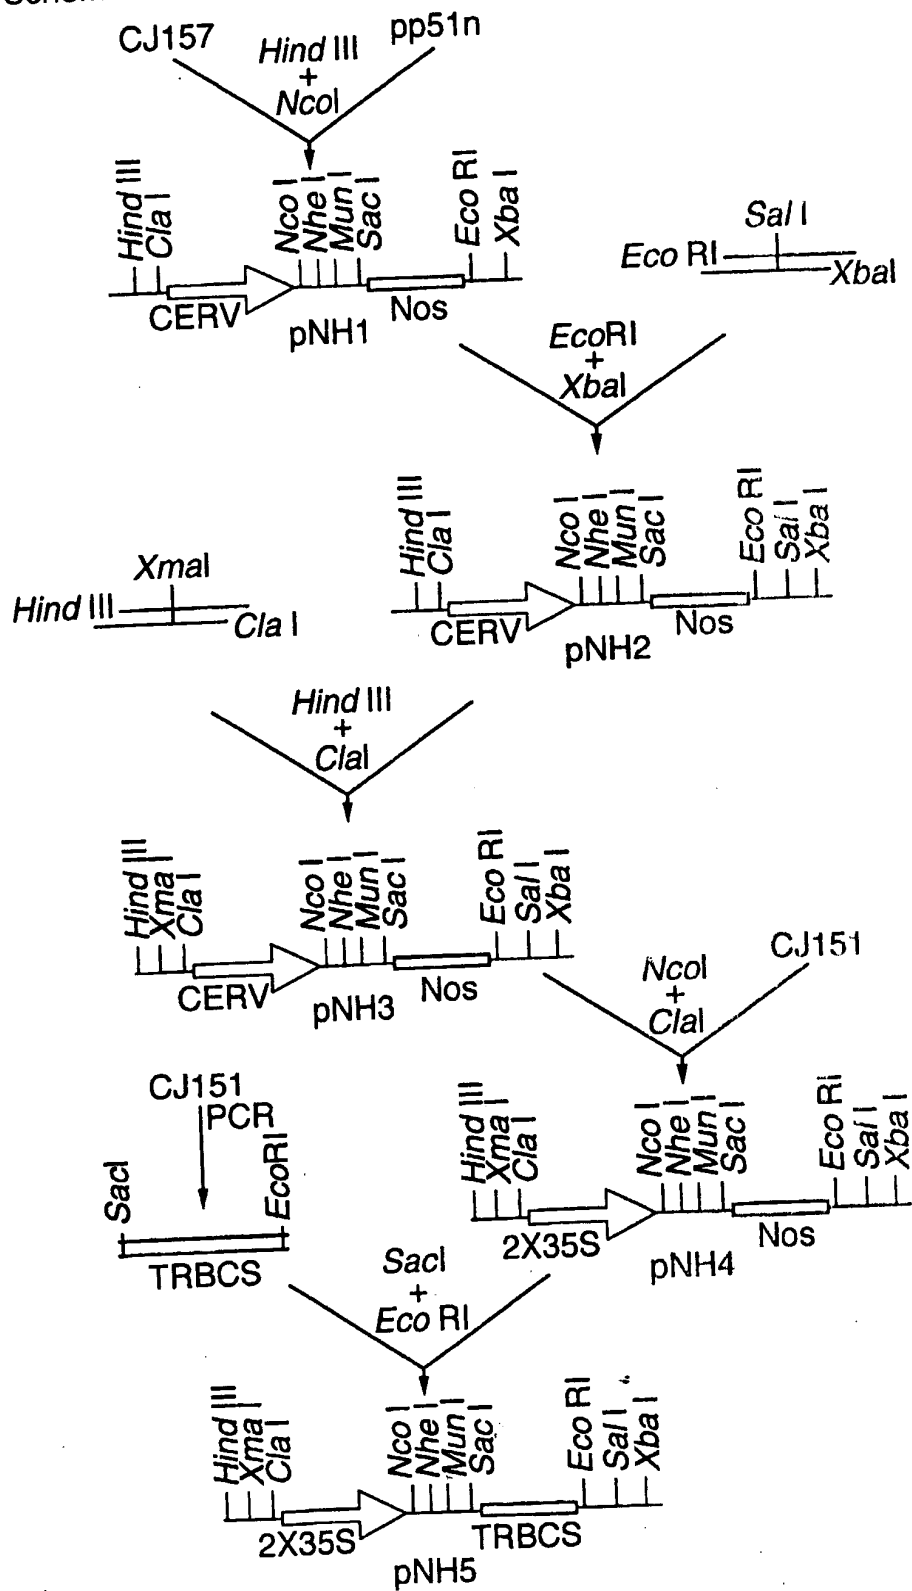 CJ157
Hind III
+
NcoI
pp51n
Hind III
Cla I
Nco I
Nhe I
Mun I
Sac I
Eco RI
Xba I
CERV
pNH1
Nos
Sal I
Eco RI
XbaI
EcoRI
+
XbaI
Hind III
Cla I
Nco I
Nhe I
Mun I
Sac I
Eco RI
Sal I
Xba I
CERV
pNH2
Nos
XmaI
Hind III
Cla I
Hind III
+
ClaI
Hind III
Xma I
Cla I
Nco I
Nhe I
Mun I
Sac I
Eco RI
Sal I
Xba I
CERV
pNH3
Nos
NcoI
+
ClaI
CJ151
CJ151
PCR
SacI
EcoRI
TRBCS
Hind III
Xma I
Cla I
Nco I
Nhe I
Mun I
Sac I
Eco RI
Sal I
Xba I
2X35S
pNH4
Nos
SacI
+
Eco RI
Hind III
Xma I
Cla I
Nco I
Nhe I
Mun I
Sac I
Eco RI
Sal I
Xba I
2X35S
pNH5
TRBCS